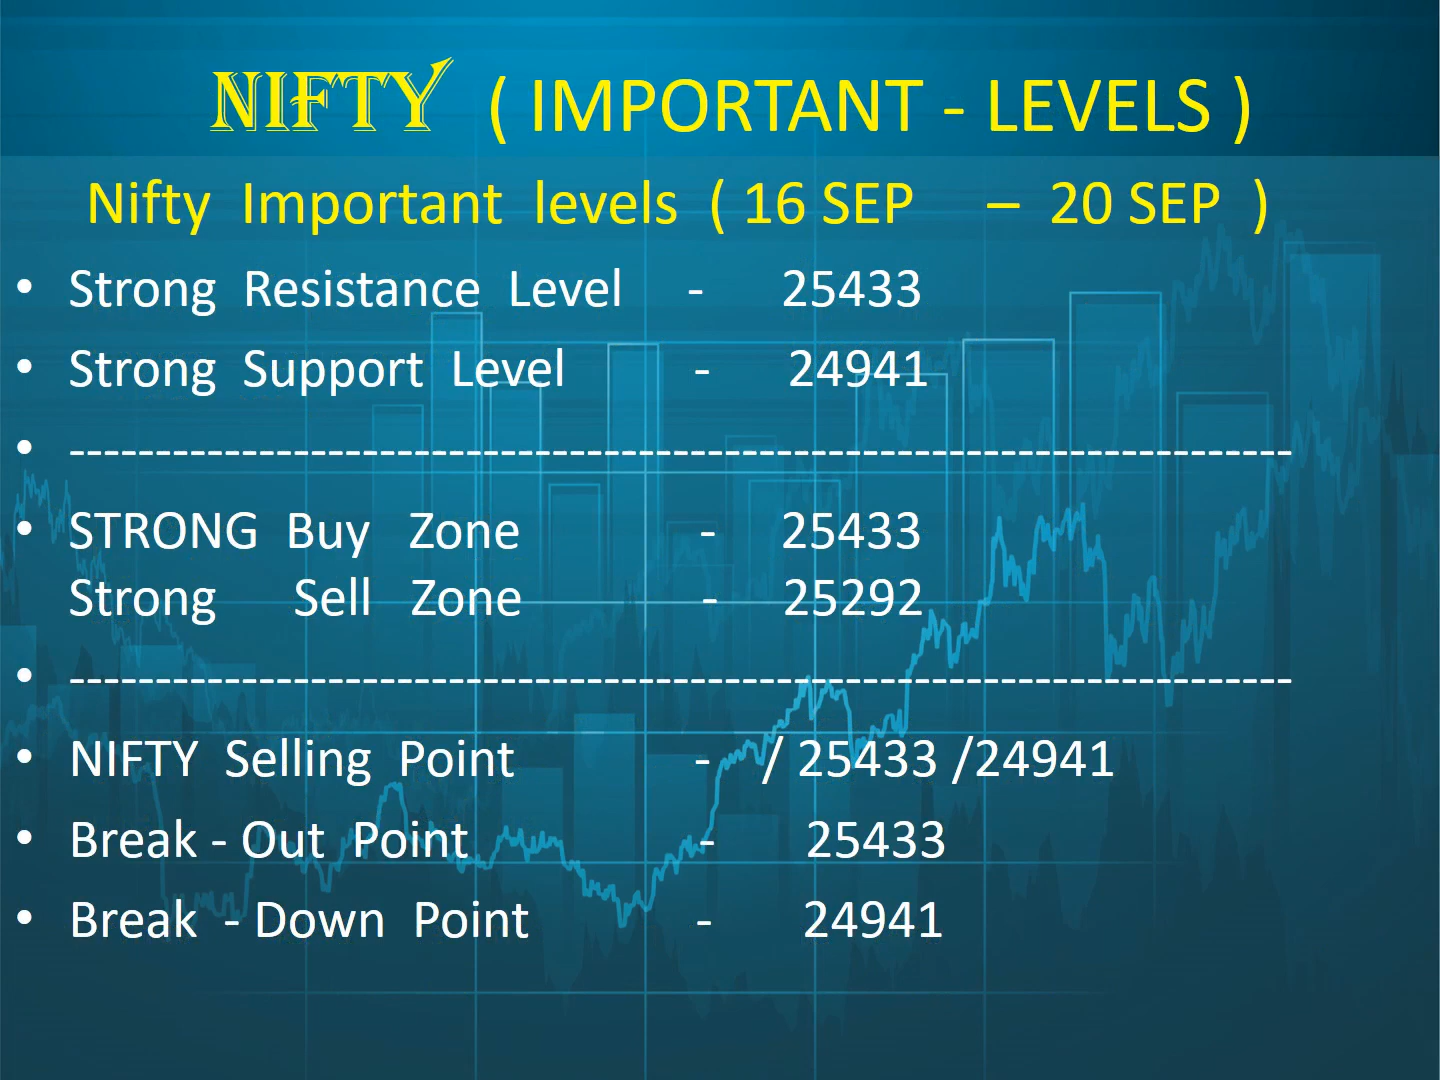 NIFTY ( IMPORTANT - LEVELS )
Nifty Important levels ( 16 SEP – 20 SEP )
• Strong Resistance Level - 25433
• Strong Support Level - 24941
• -----------------------------------------------------------------------
• STRONG Buy Zone - 25433
Strong Sell Zone - 25292
• -----------------------------------------------------------------------
• NIFTY Selling Point - / 25433 /24941
• Break - Out Point - 25433
• Break - Down Point - 24941